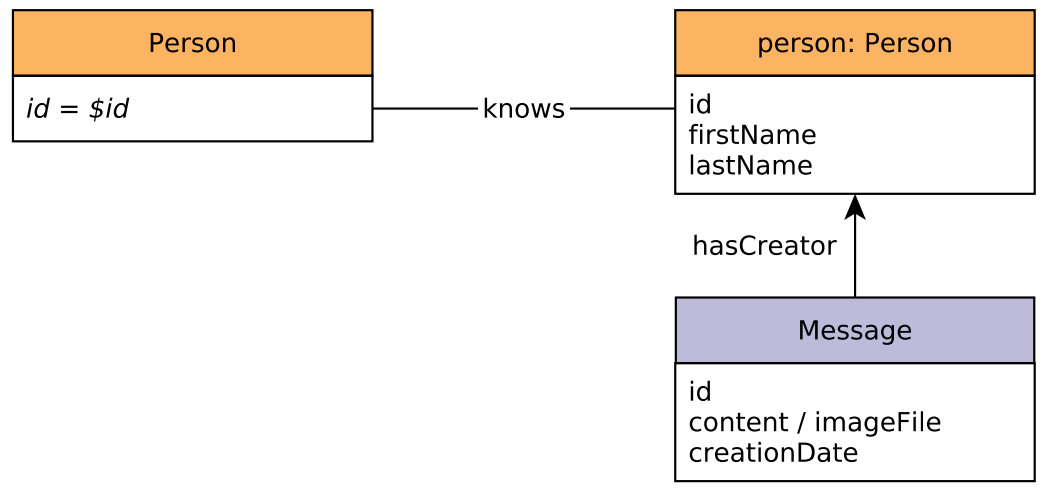 Person
id = $id
knows
person: Person
id
firstName
lastName
hasCreator
Message
id
content / imageFile
creationDate